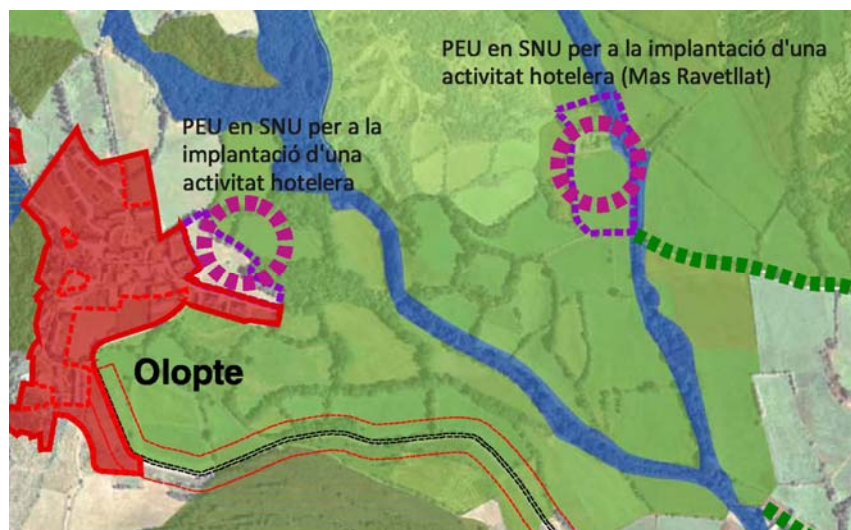 PEU en SNU per a la implantació d'una
activitat hotelera (Mas Ravetllat)
PEU en SNU per a la
implantació d'una
activitat hotelera
Olopte